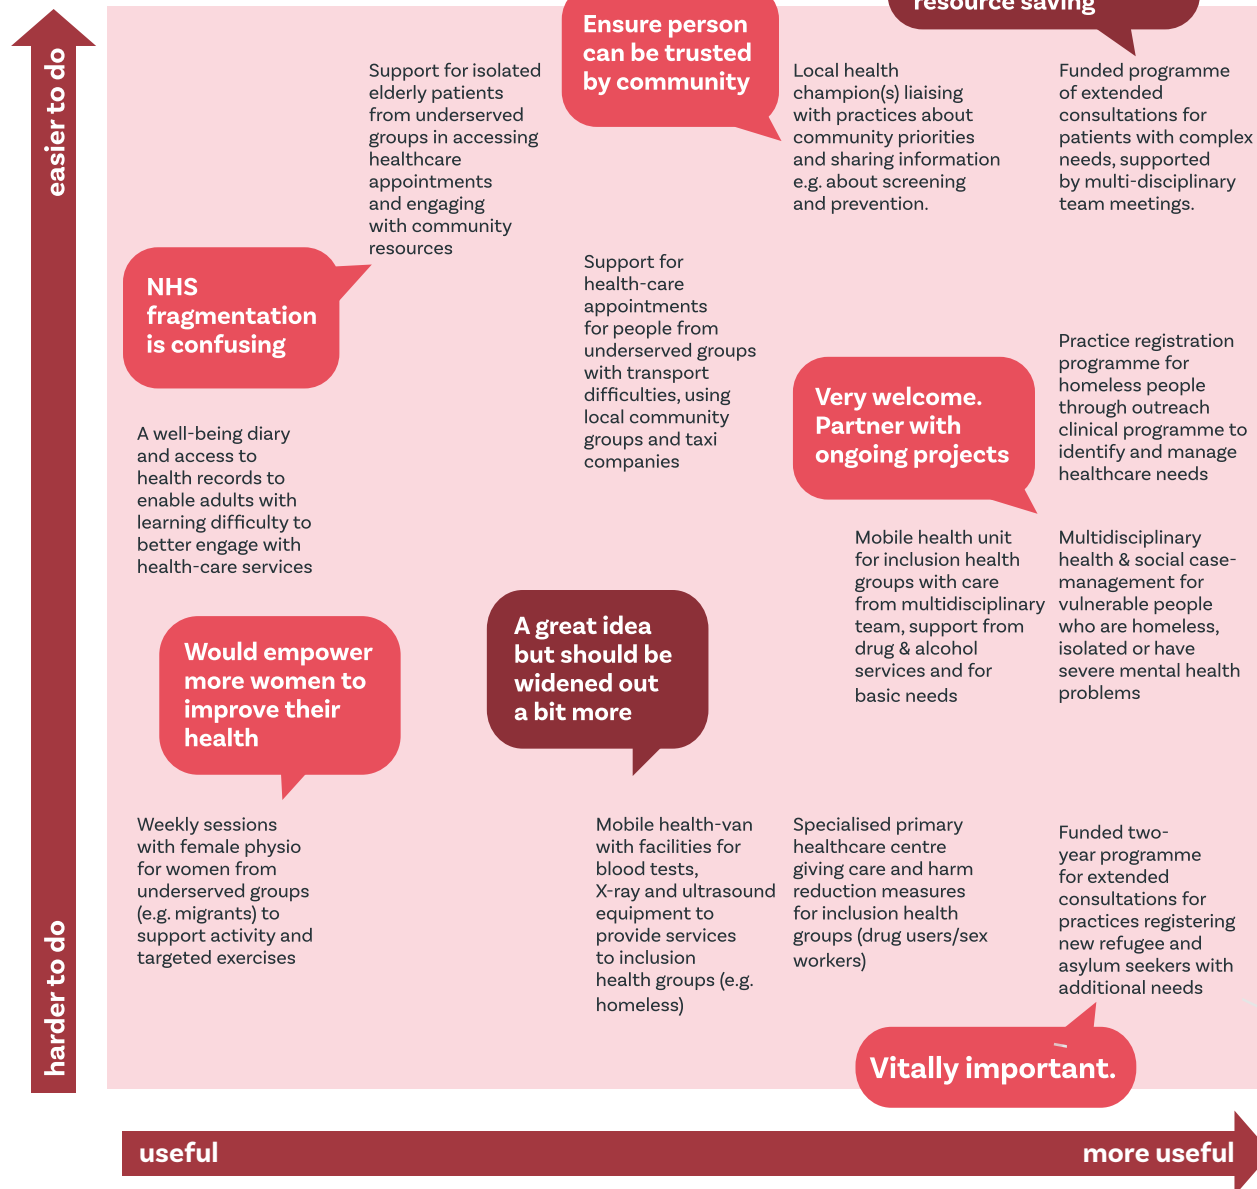 resource saving
easier to do
Ensure person
can be trusted
by community
Support for isolated
elderly patients
from underserved
groups in accessing
healthcare
appointments
and engaging
with community
resources
Local health
champion(s) liaising
with practices about
community priorities
and sharing information
e.g. about screening
and prevention.
Funded programme
of extended
consultations for
patients with complex
needs, supported
by multi-disciplinary
team meetings.
NHS
fragmentation
is confusing
Support for
health-care
appointments
for people from
underserved groups
with transport
difficulties, using
local community
groups and taxi
companies
Practice registration
programme for
homeless people
through outreach
clinical programme to
identify and manage
healthcare needs
Very welcome.
Partner with
ongoing projects
A well-being diary
and access to
health records to
enable adults with
learning difficulty to
better engage with
health-care services
Mobile health unit
for inclusion health
groups with care
from multidisciplinary
team, support from
drug & alcohol
services and for
basic needs
Multidisciplinary
health & social case-
management for
vulnerable people
who are homeless,
isolated or have
severe mental health
problems
Would empower
more women to
improve their
health
A great idea
but should be
widened out
a bit more
Weekly sessions
with female physio
for women from
underserved groups
(e.g. migrants) to
support activity and
targeted exercises
Mobile health-van
with facilities for
blood tests,
X-ray and ultrasound
equipment to
provide services
to inclusion
health groups (e.g.
homeless)
Specialised primary
healthcare centre
giving care and harm
reduction measures
for inclusion health
groups (drug users/sex
workers)
Funded two-
year programme
for extended
consultations for
practices registering
new refugee and
asylum seekers with
additional needs
harder to do
Vitally important.
useful
more useful